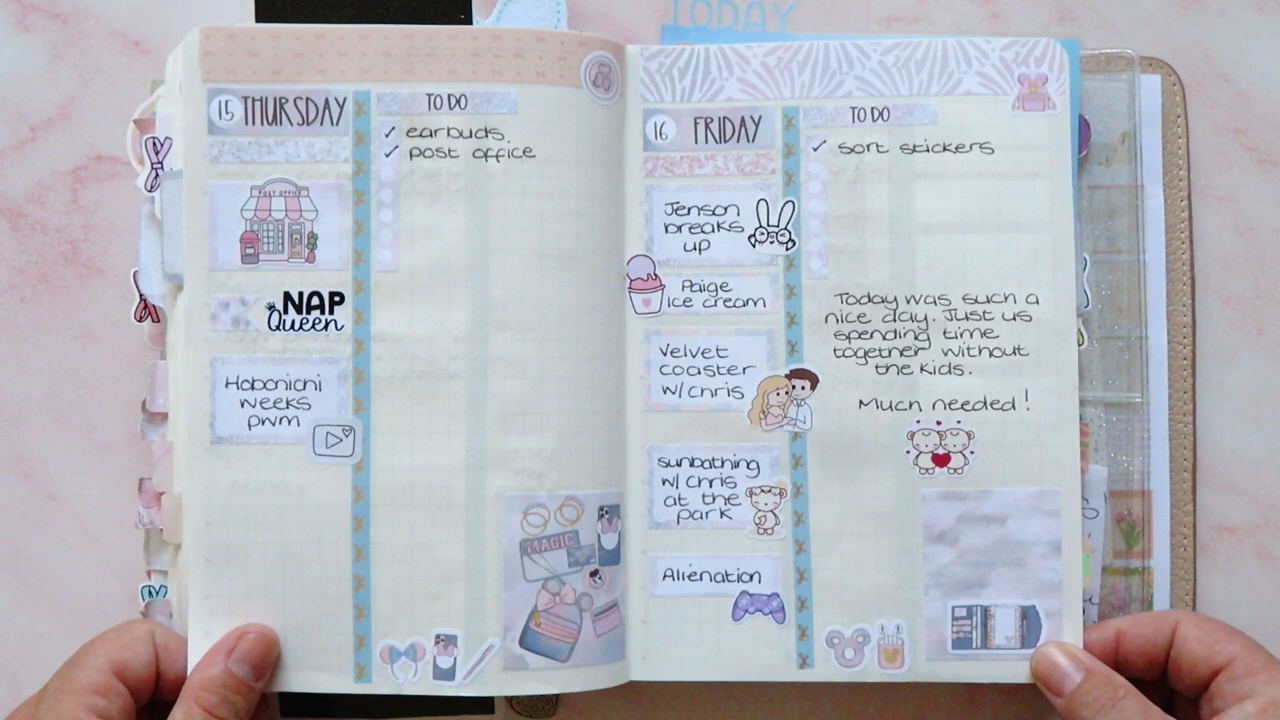 TODAY
15 THURSDAY
TO DO
✓ earbuds.
✓ post office
POST OFFICE
NAP
Queen
Hobonichi
weeks
pwm
MAGIC
16 FRIDAY
TO DO
✓ sort stickers
Jenson
breaks
up
Paige
ice cream
Velvet
coaster
w/chris
sunbathing
w/chris
at the
park
Alienation
Today was such a
nice day. Just us
spending time
together without
the kids.
Much needed!